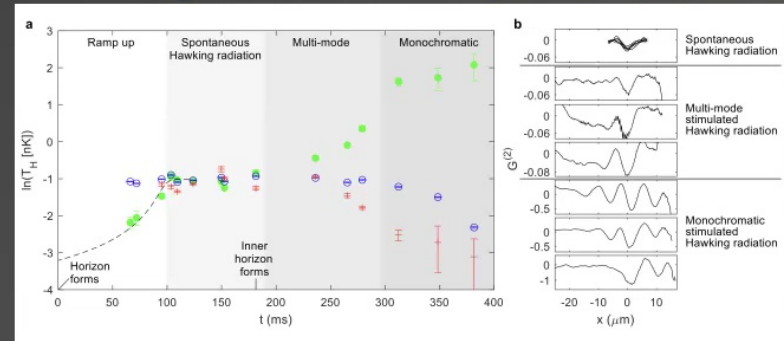 a
Ramp up
Spontaneous
Hawking radiation
Multi-mode
Monochromatic
ln(T_H [nK])
3
2
1
0
-1
-2
-3
-4
Horizon
forms
Inner
horizon
forms
0 50 100 150 200 250 300 350 400
t (ms)
b
G(2)
0
-0.06
Spontaneous
Hawking radiation
0
-0.06
0
-0.06
0
-0.08
Multi-mode
stimulated
Hawking radiation
0
-0.5
0
-0.5
0
-1
Monochromatic
stimulated
Hawking radiation
-20 -10 0 10
x (μm)